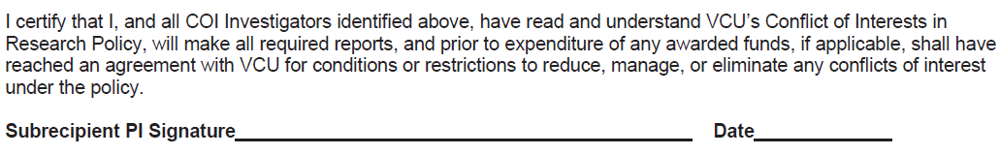 I certify that I, and all COI Investigators identified above, have read and understand VCU's Conflict of Interests in
Research Policy, will make all required reports, and prior to expenditure of any awarded funds, if applicable, shall have
reached an agreement with VCU for conditions or restrictions to reduce, manage, or eliminate any conflicts of interest
under the policy.
Subrecipient PI Signature____________________ Date__________